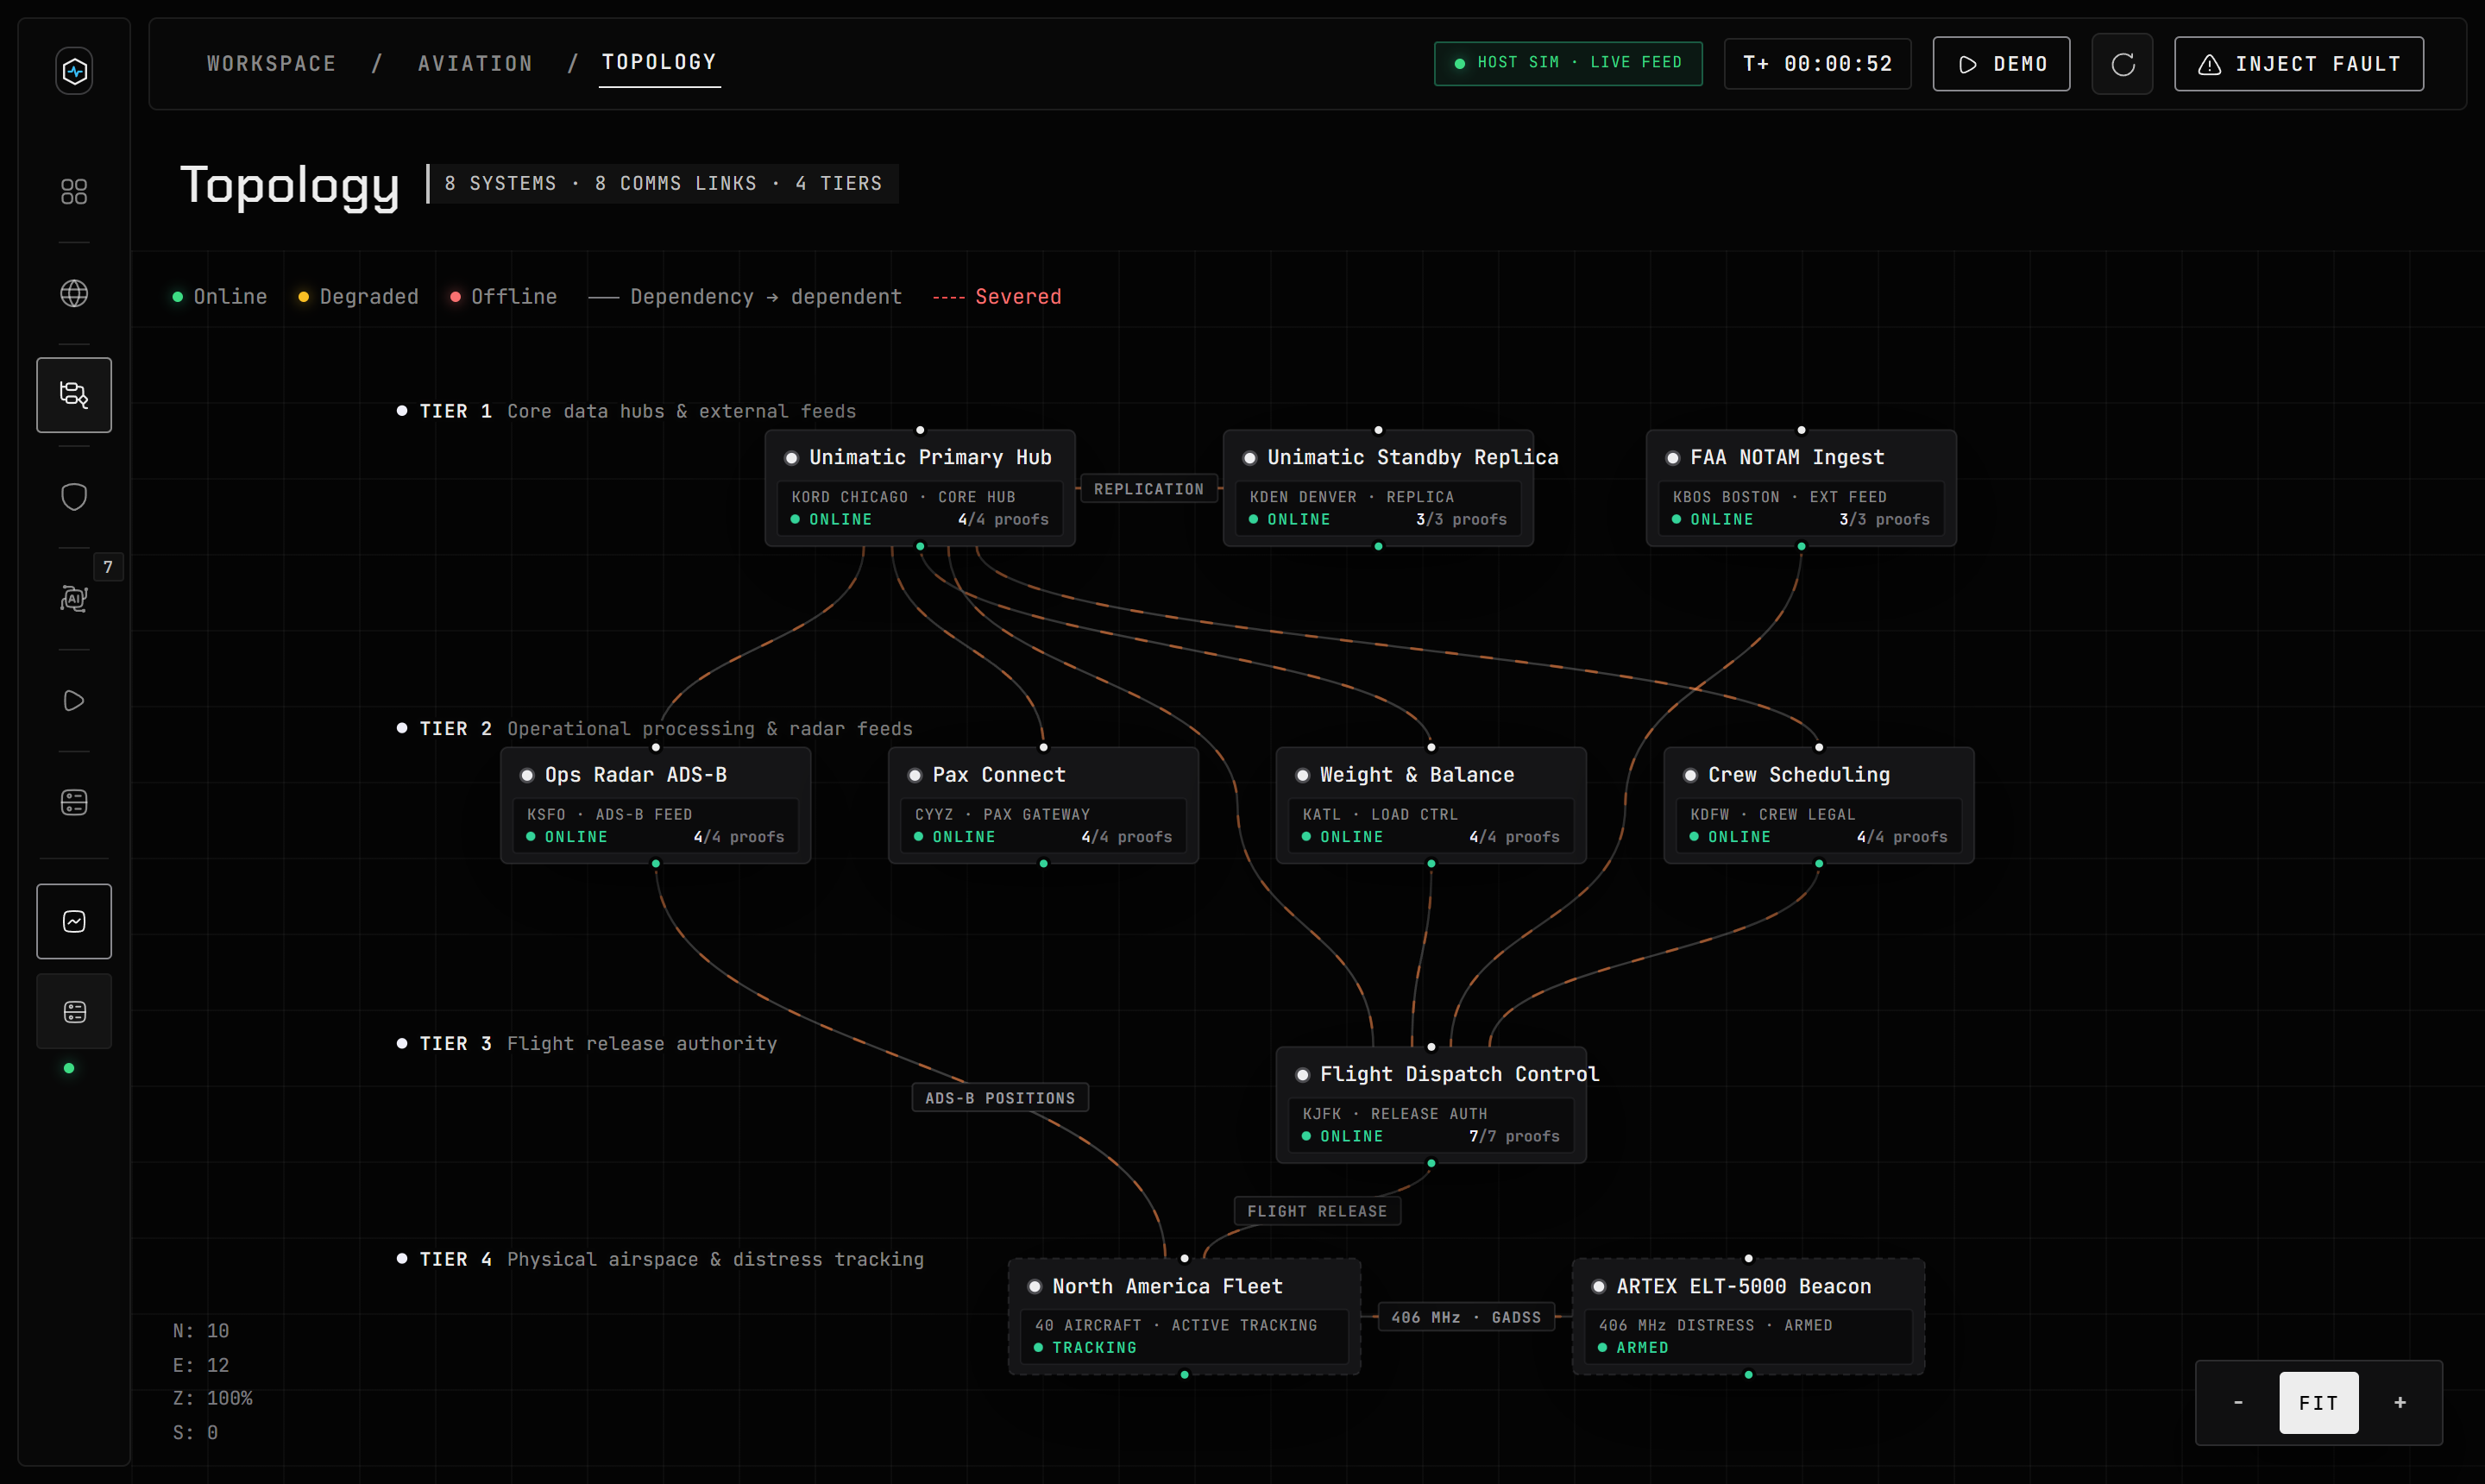 WORKSPACE / AVIATION / TOPOLOGY
HOST SIM · LIVE FEED
T+ 00:00:52
DEMO
INJECT FAULT
Topology
8 SYSTEMS · 8 COMMS LINKS · 4 TIERS
Online
Degraded
Offline
Dependency → dependent
Severed
7
AI
TIER 1 Core data hubs & external feeds
Unimatic Primary Hub
KORD CHICAGO · CORE HUB
ONLINE 4/4 proofs
REPLICATION
Unimatic Standby Replica
KDEN DENVER · REPLICA
ONLINE 3/3 proofs
FAA NOTAM Ingest
KBOS BOSTON · EXT FEED
ONLINE 3/3 proofs
TIER 2 Operational processing & radar feeds
Ops Radar ADS-B
KSFO · ADS-B FEED
ONLINE 4/4 proofs
Pax Connect
CYYZ · PAX GATEWAY
ONLINE 4/4 proofs
Weight & Balance
KATL · LOAD CTRL
ONLINE 4/4 proofs
Crew Scheduling
KDFW · CREW LEGAL
ONLINE 4/4 proofs
TIER 3 Flight release authority
ADS-B POSITIONS
Flight Dispatch Control
KJFK · RELEASE AUTH
ONLINE 7/7 proofs
FLIGHT RELEASE
TIER 4 Physical airspace & distress tracking
North America Fleet
40 AIRCRAFT · ACTIVE TRACKING
TRACKING
406 MHz · GADSS
ARTEX ELT-5000 Beacon
406 MHz DISTRESS · ARMED
ARMED
N: 10
E: 12
Z: 100%
S: 0
- FIT +